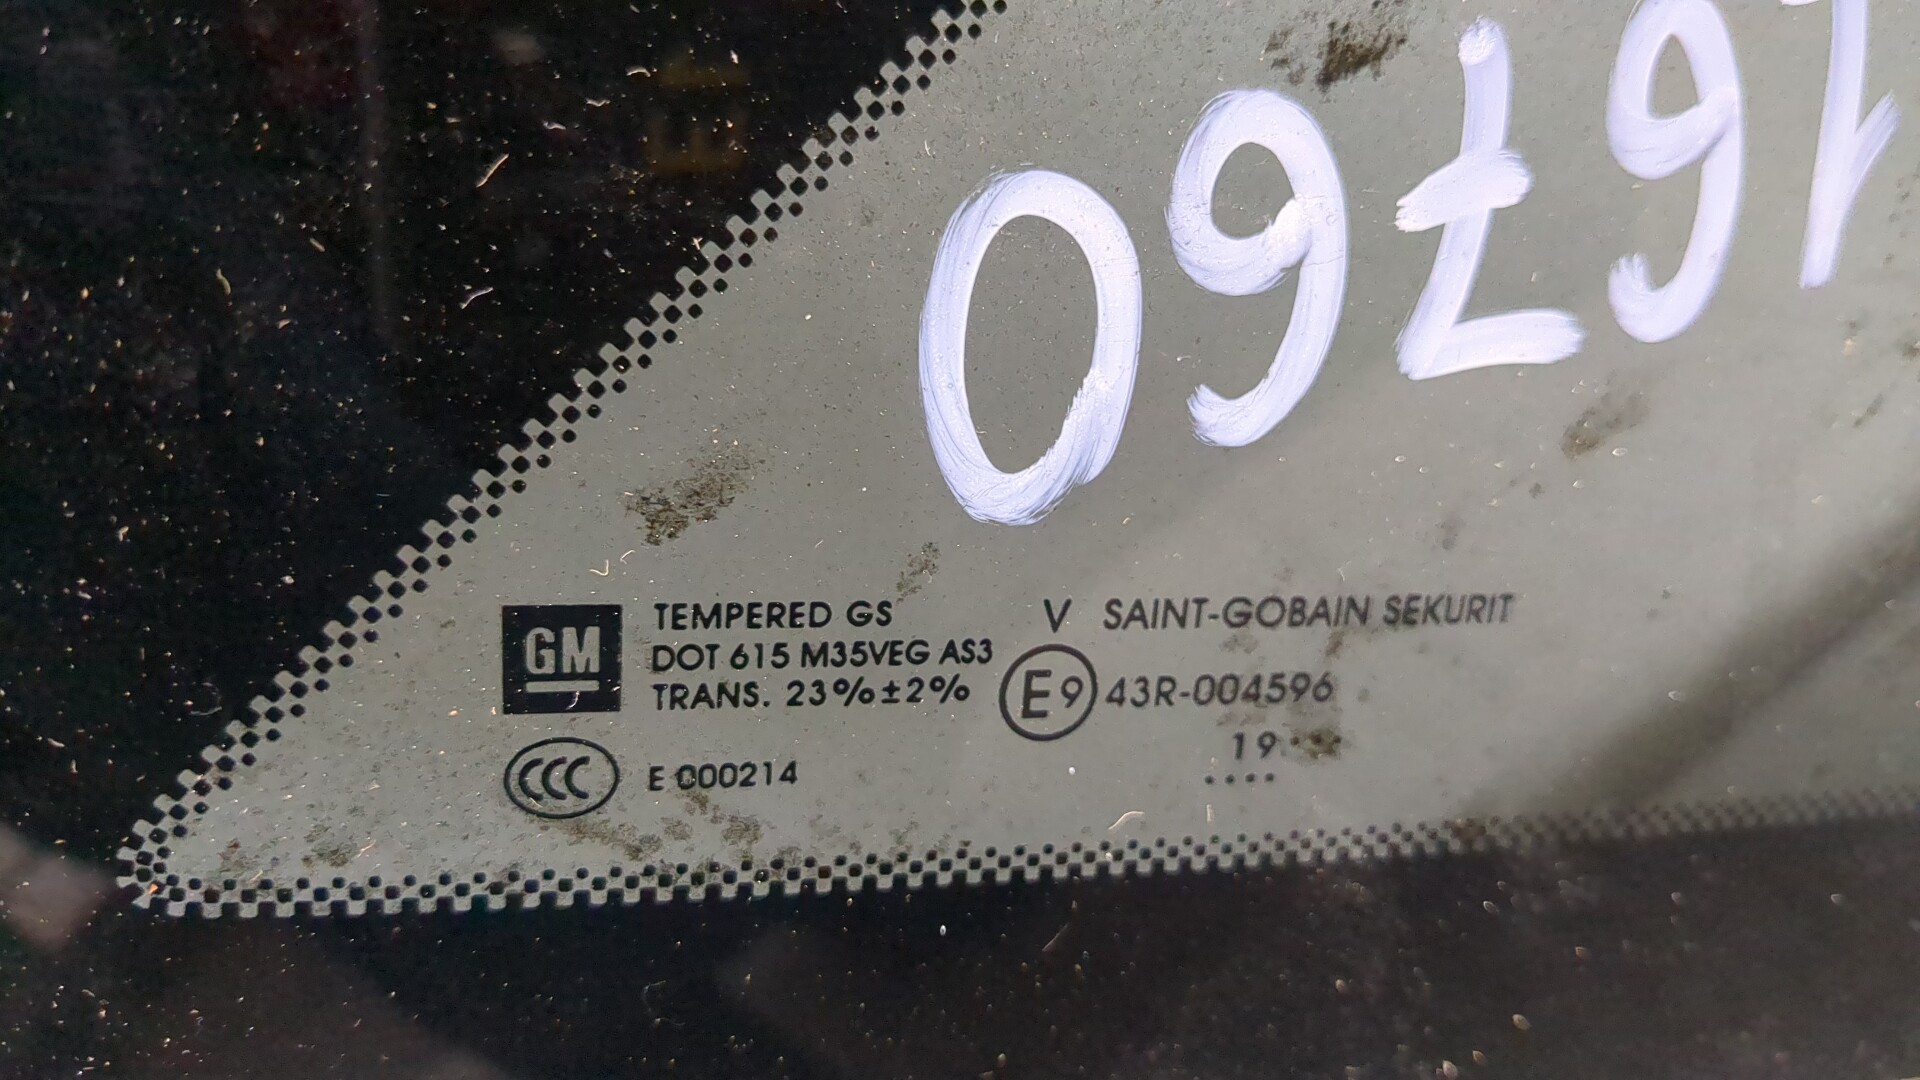 16760
GM
TEMPERED GS
DOT 615 M35VEG AS3
TRANS. 23%±2%
CCC E 000214
V SAINT-GOBAIN SEKURIT
E9 43R-004596
19
....